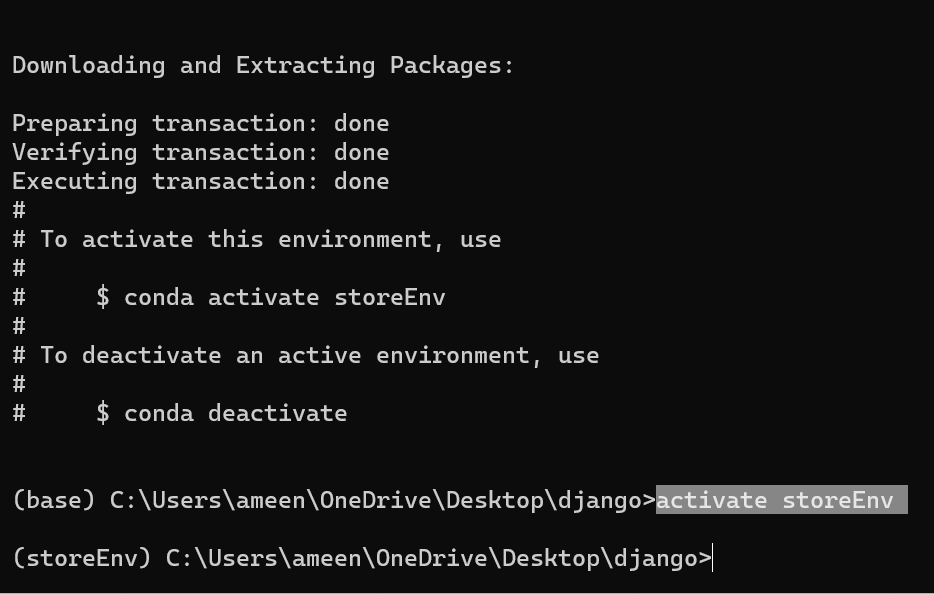 Downloading and Extracting Packages:
Preparing transaction: done
Verifying transaction: done
Executing transaction: done
#
# To activate this environment, use
#
#     $ conda activate storeEnv
#
# To deactivate an active environment, use
#
#     $ conda deactivate
(base) C:\Users\ameen\OneDrive\Desktop\django>activate storeEnv
(storeEnv) C:\Users\ameen\OneDrive\Desktop\django>